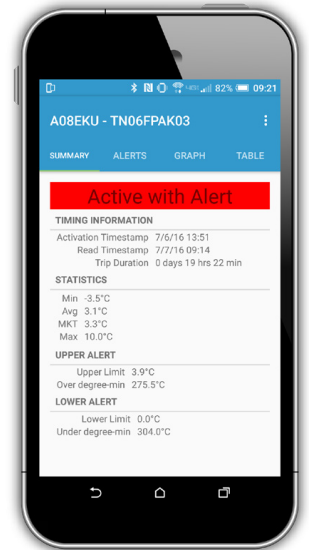 82% 09:21
A08EKU - TN06FPAK03
SUMMARY ALERTS GRAPH TABLE
Active with Alert
TIMING INFORMATION
Activation Timestamp 7/6/16 13:51
Read Timestamp 7/7/16 09:14
Trip Duration 0 days 19 hrs 22 min
STATISTICS
Min -3.5°C
Avg 3.1°C
MKT 3.3°C
Max 10.0°C
UPPER ALERT
Upper Limit 3.9°C
Over degree-min 275.5°C
LOWER ALERT
Lower Limit 0.0°C
Under degree-min 304.0°C